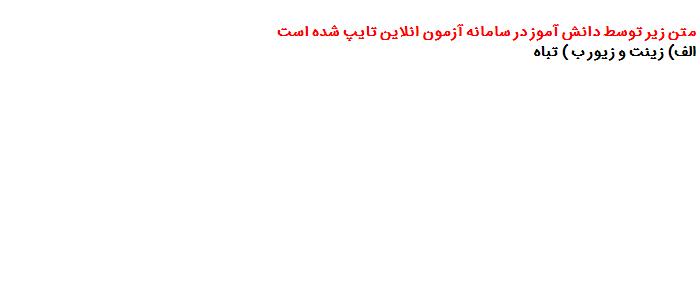 متن زیر توسط دانش آموز در سامانه آزمون انلاین تایپ شده است
الف) زینت و زیور ب ) تباه